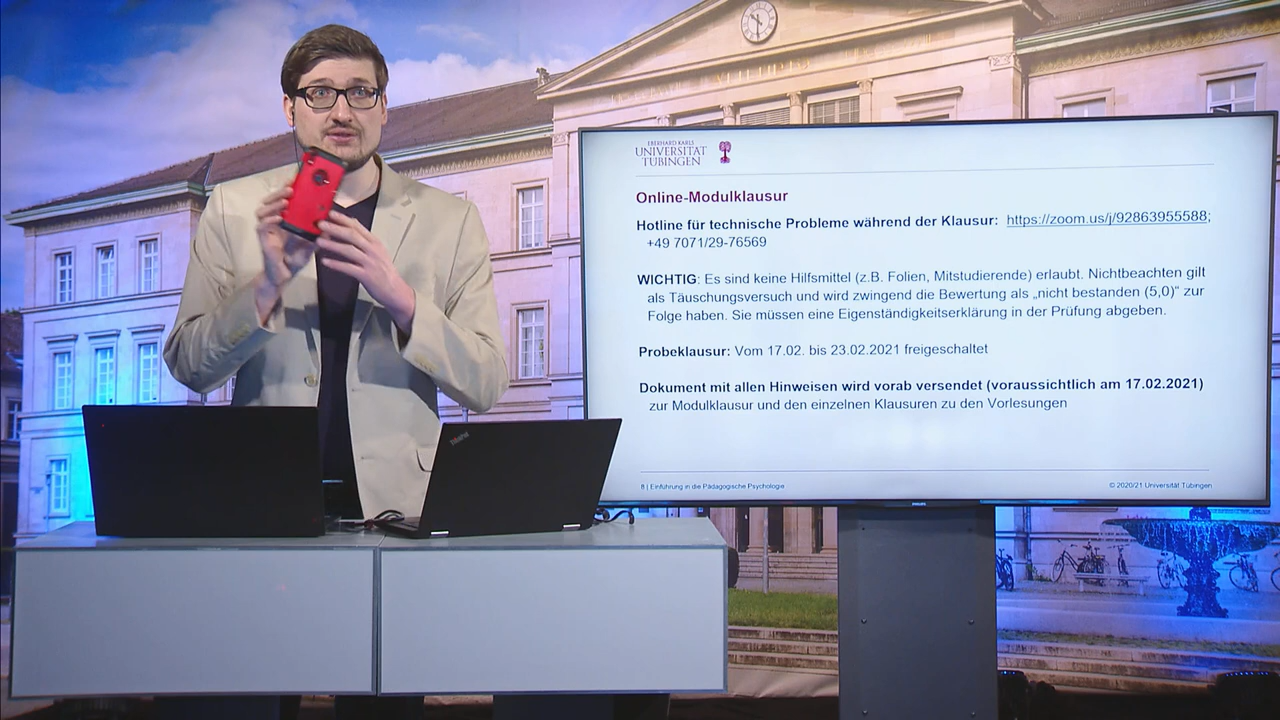 EBERHARD KARLS
UNIVERSITÄT
TÜBINGEN
Online-Modulklausur
Hotline für technische Probleme während der Klausur: https://zoom.us/j/92863955588;
+49 7071/29-76569
WICHTIG: Es sind keine Hilfsmittel (z.B. Folien, Mitstudierende) erlaubt. Nichtbeachten gilt
als Täuschungsversuch und wird zwingend die Bewertung als „nicht bestanden (5,0)" zur
Folge haben. Sie müssen eine Eigenständigkeitserklärung in der Prüfung abgeben.
Probeklausur: Vom 17.02. bis 23.02.2021 freigeschaltet
Dokument mit allen Hinweisen wird vorab versendet (voraussichtlich am 17.02.2021)
zur Modulklausur und den einzelnen Klausuren zu den Vorlesungen
8 | Einführung in die Pädagogische Psychologie
© 2020/21 Universität Tübingen
PHILIPS
ThinkPad